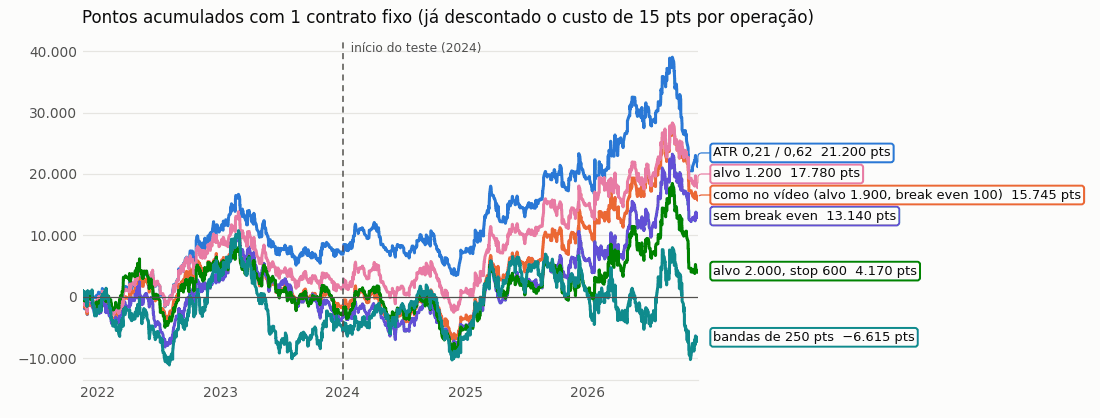 Pontos acumulados com 1 contrato fixo (já descontado o custo de 15 pts por operação)
início do teste (2024)
40.000
30.000
20.000
10.000
0
−10.000
ATR 0,21 / 0,62  21.200 pts
alvo 1.200  17.780 pts
como no vídeo (alvo 1.900, break even 100)  15.745 pts
sem break even  13.140 pts
alvo 2.000, stop 600  4.170 pts
bandas de 250 pts  −6.615 pts
2022
2023
2024
2025
2026